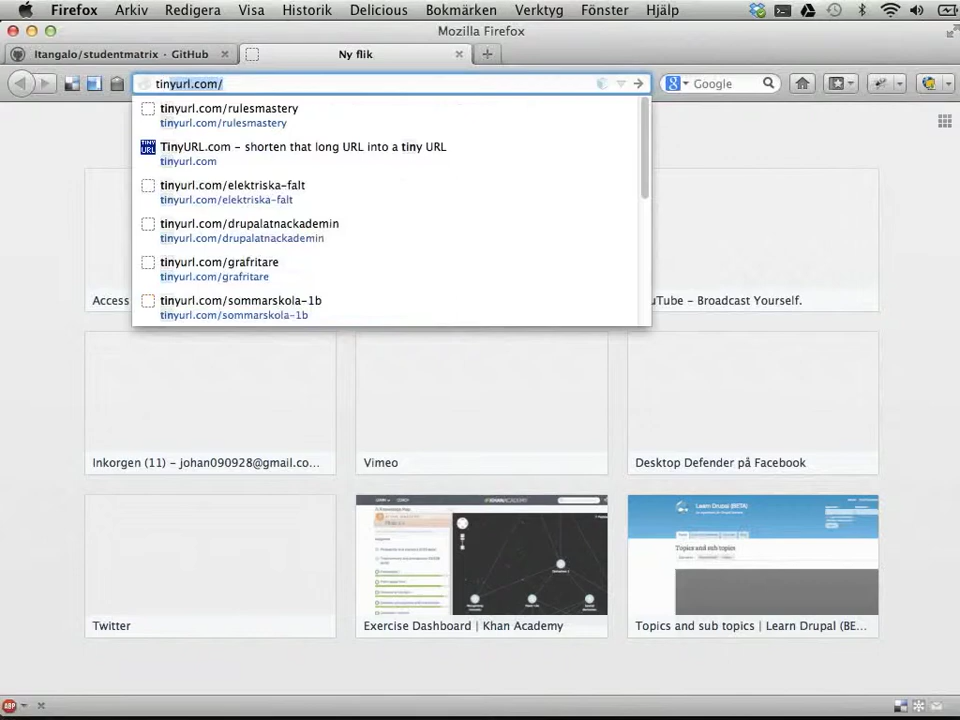 Firefox Arkiv Redigera Visa Historik Delicious Bokmärken Verktyg Fönster Hjälp
Mozilla Firefox
Itangalo/studentmatrix · GitHub
Ny flik
tinyurl.com/
Google
tinyurl.com/rulesmastery
tinyurl.com/rulesmastery
TinyURL.com - shorten that long URL into a tiny URL
tinyurl.com
tinyurl.com/elektriska-falt
tinyurl.com/elektriska-falt
tinyurl.com/drupalatnackademin
tinyurl.com/drupalatnackademin
tinyurl.com/grafritare
tinyurl.com/grafritare
tinyurl.com/sommarskola-1b
tinyurl.com/sommarskola-1b
Access
uTube - Broadcast Yourself.
Inkorgen (11) - johan090928@gmail.co...
Vimeo
Desktop Defender på Facebook
Learn Drupal (BETA)
Topics and sub topics
Twitter
Exercise Dashboard | Khan Academy
Topics and sub topics | Learn Drupal (BE...
ABP